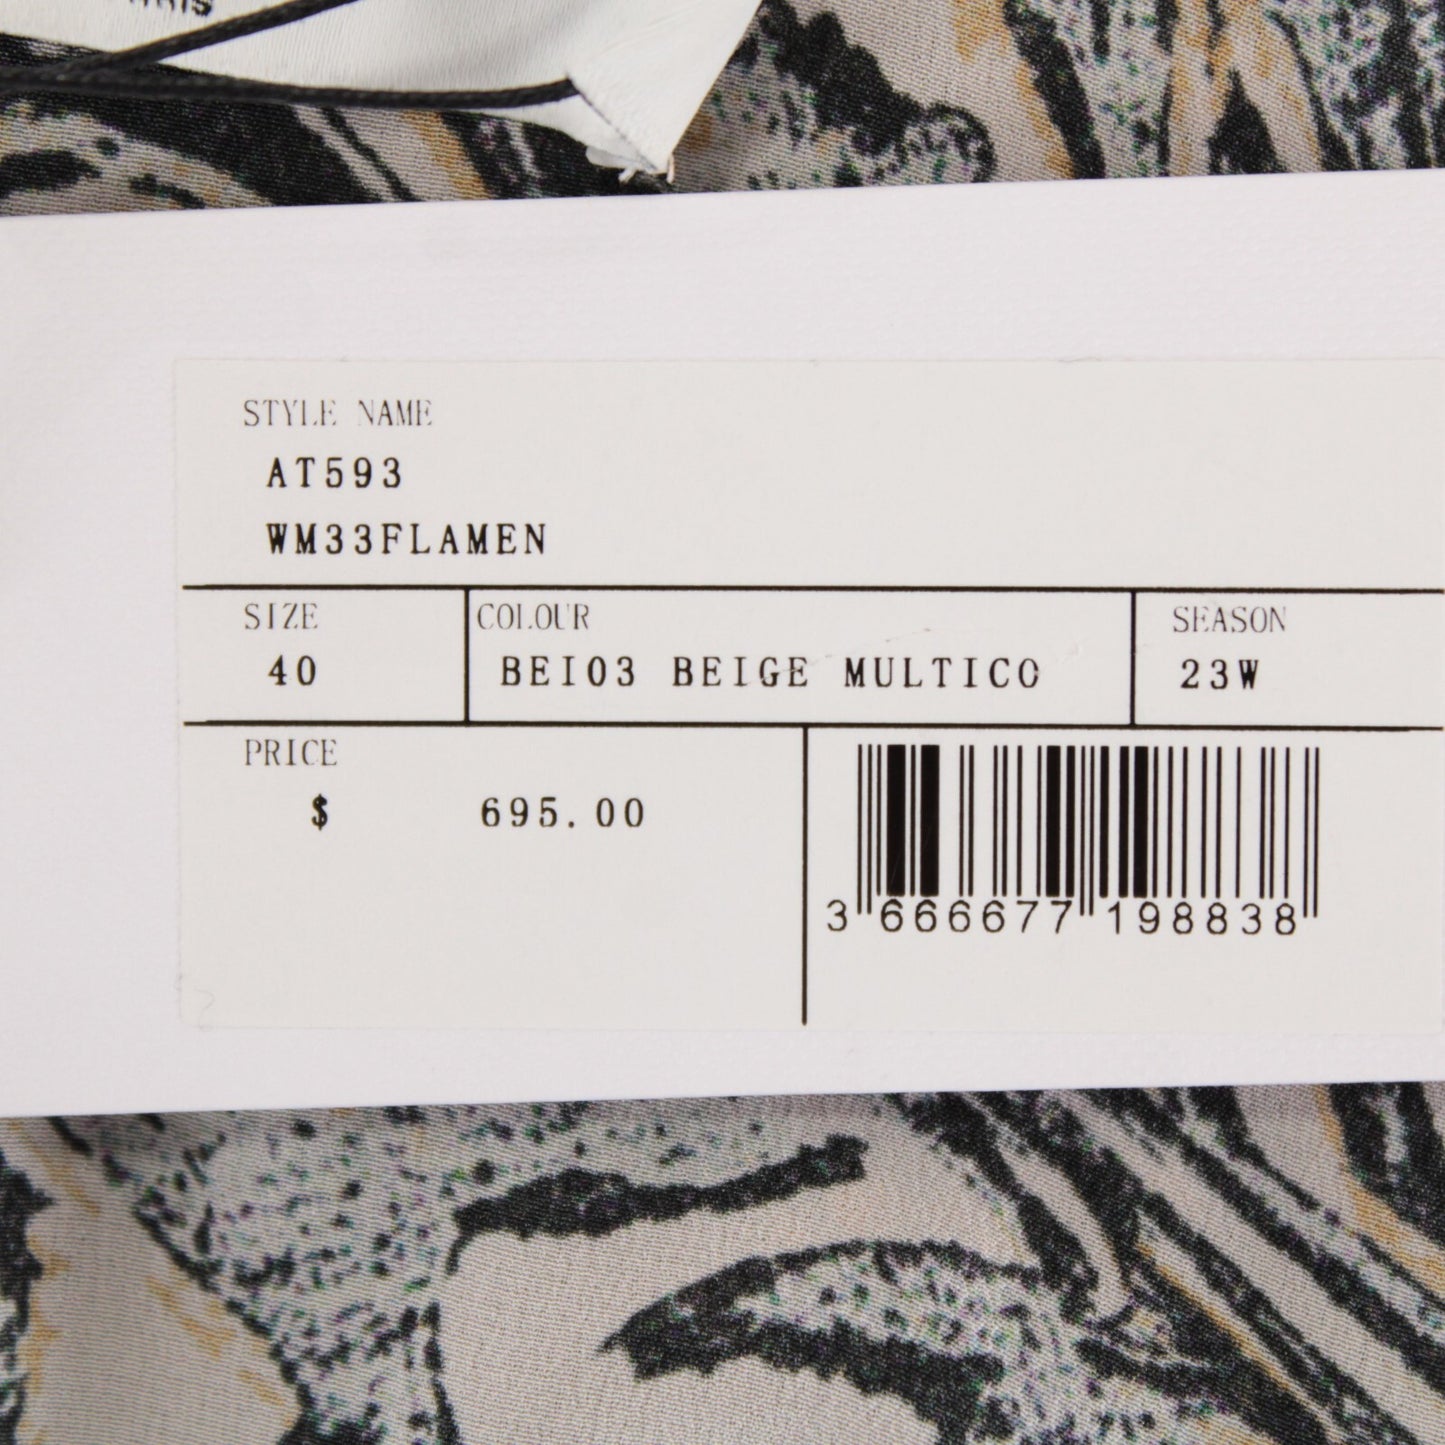 STYLE NAME
AT593
WM33FLAMEN
SIZE
40
COLOUR
BEI03 BEIGE MULTICO
SEASON
23W
PRICE
$ 695.00
3 666677 198838